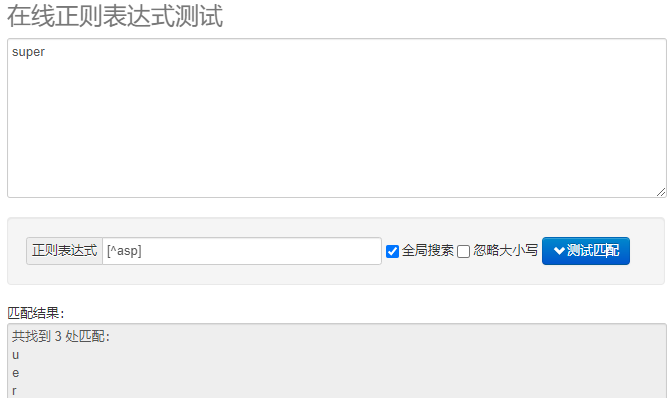 在线正则表达式测试
super
正则表达式 [^asp] 全局搜索 忽略大小写 测试匹配
匹配结果：
共找到 3 处匹配：
u
e
r